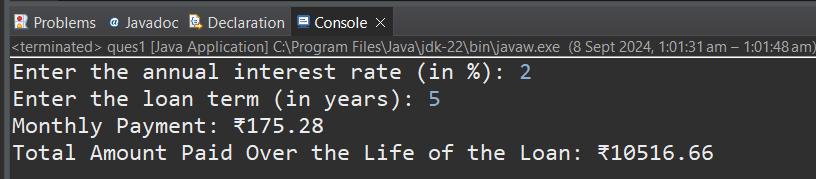 Problems Javadoc Declaration Console
<terminated> ques1 [Java Application] C:\Program Files\Java\jdk-22\bin\javaw.exe (8 Sept 2024, 1:01:31 am – 1:01:48 am)
Enter the annual interest rate (in %): 2
Enter the loan term (in years): 5
Monthly Payment: ₹175.28
Total Amount Paid Over the Life of the Loan: ₹10516.66